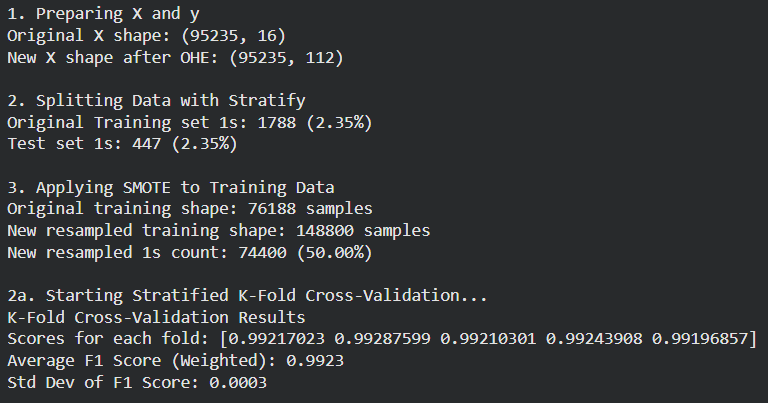 1. Preparing X and y
Original X shape: (95235, 16)
New X shape after OHE: (95235, 112)
2. Splitting Data with Stratify
Original Training set 1s: 1788 (2.35%)
Test set 1s: 447 (2.35%)
3. Applying SMOTE to Training Data
Original training shape: 76188 samples
New resampled training shape: 148800 samples
New resampled 1s count: 74400 (50.00%)
2a. Starting Stratified K-Fold Cross-Validation...
K-Fold Cross-Validation Results
Scores for each fold: [0.99217023 0.99287599 0.99210301 0.99243908 0.99196857]
Average F1 Score (Weighted): 0.9923
Std Dev of F1 Score: 0.0003